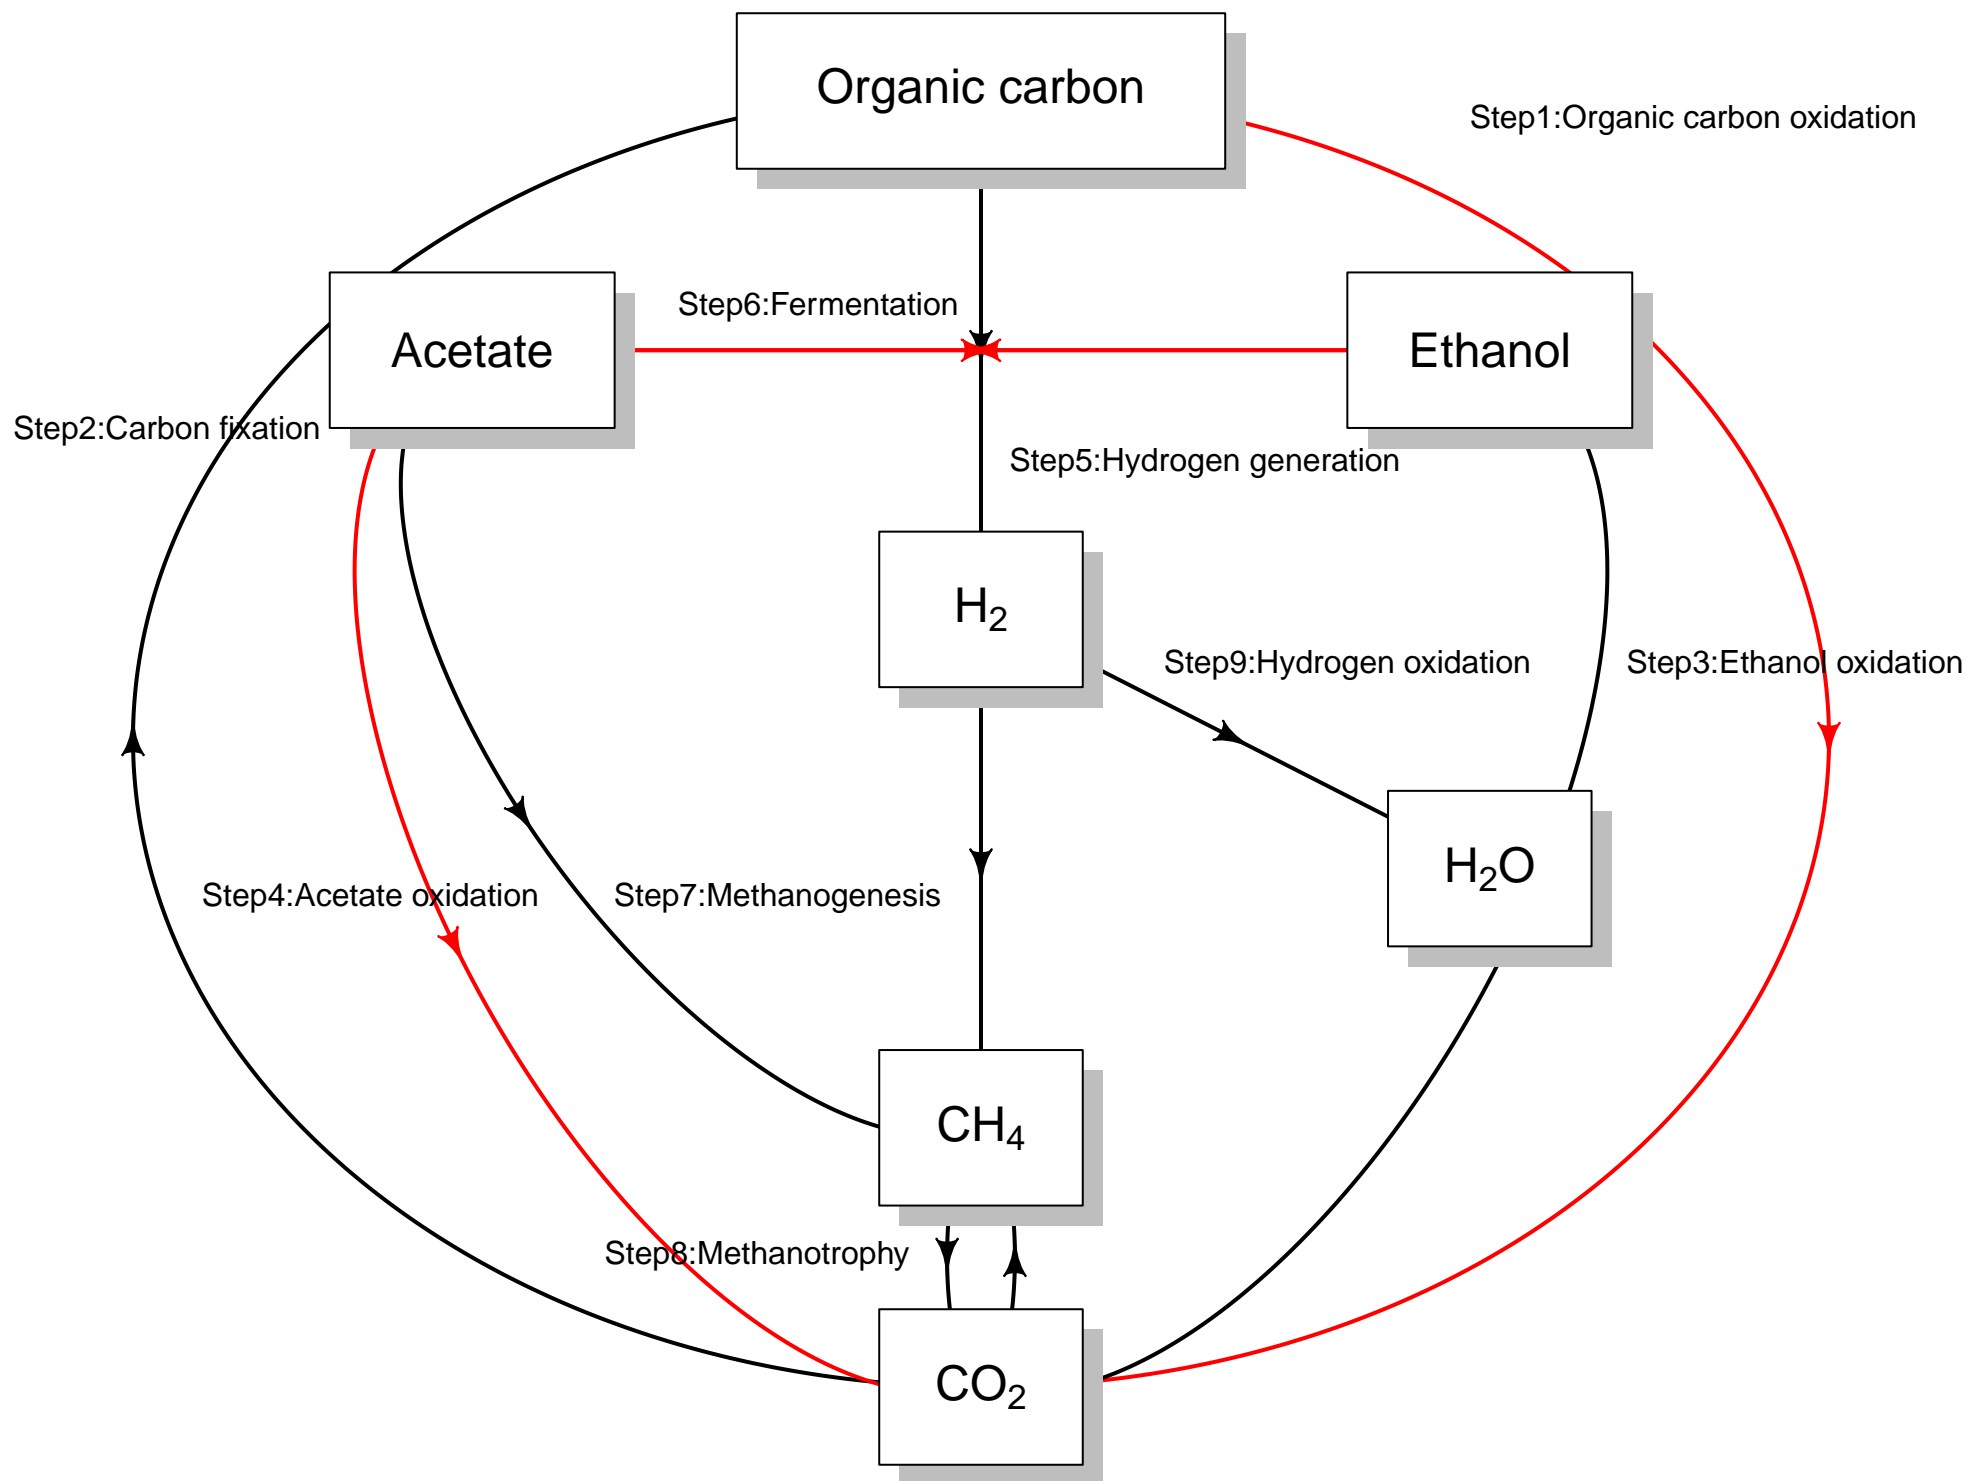 Organic carbon
Step1:Organic carbon oxidation
Step6:Fermentation
Acetate
Ethanol
Step2:Carbon fixation
Step5:Hydrogen generation
H₂
Step9:Hydrogen oxidation
Step3:Ethanol oxidation
H₂O
Step4:Acetate oxidation
Step7:Methanogenesis
CH₄
Step8:Methanotrophy
CO₂